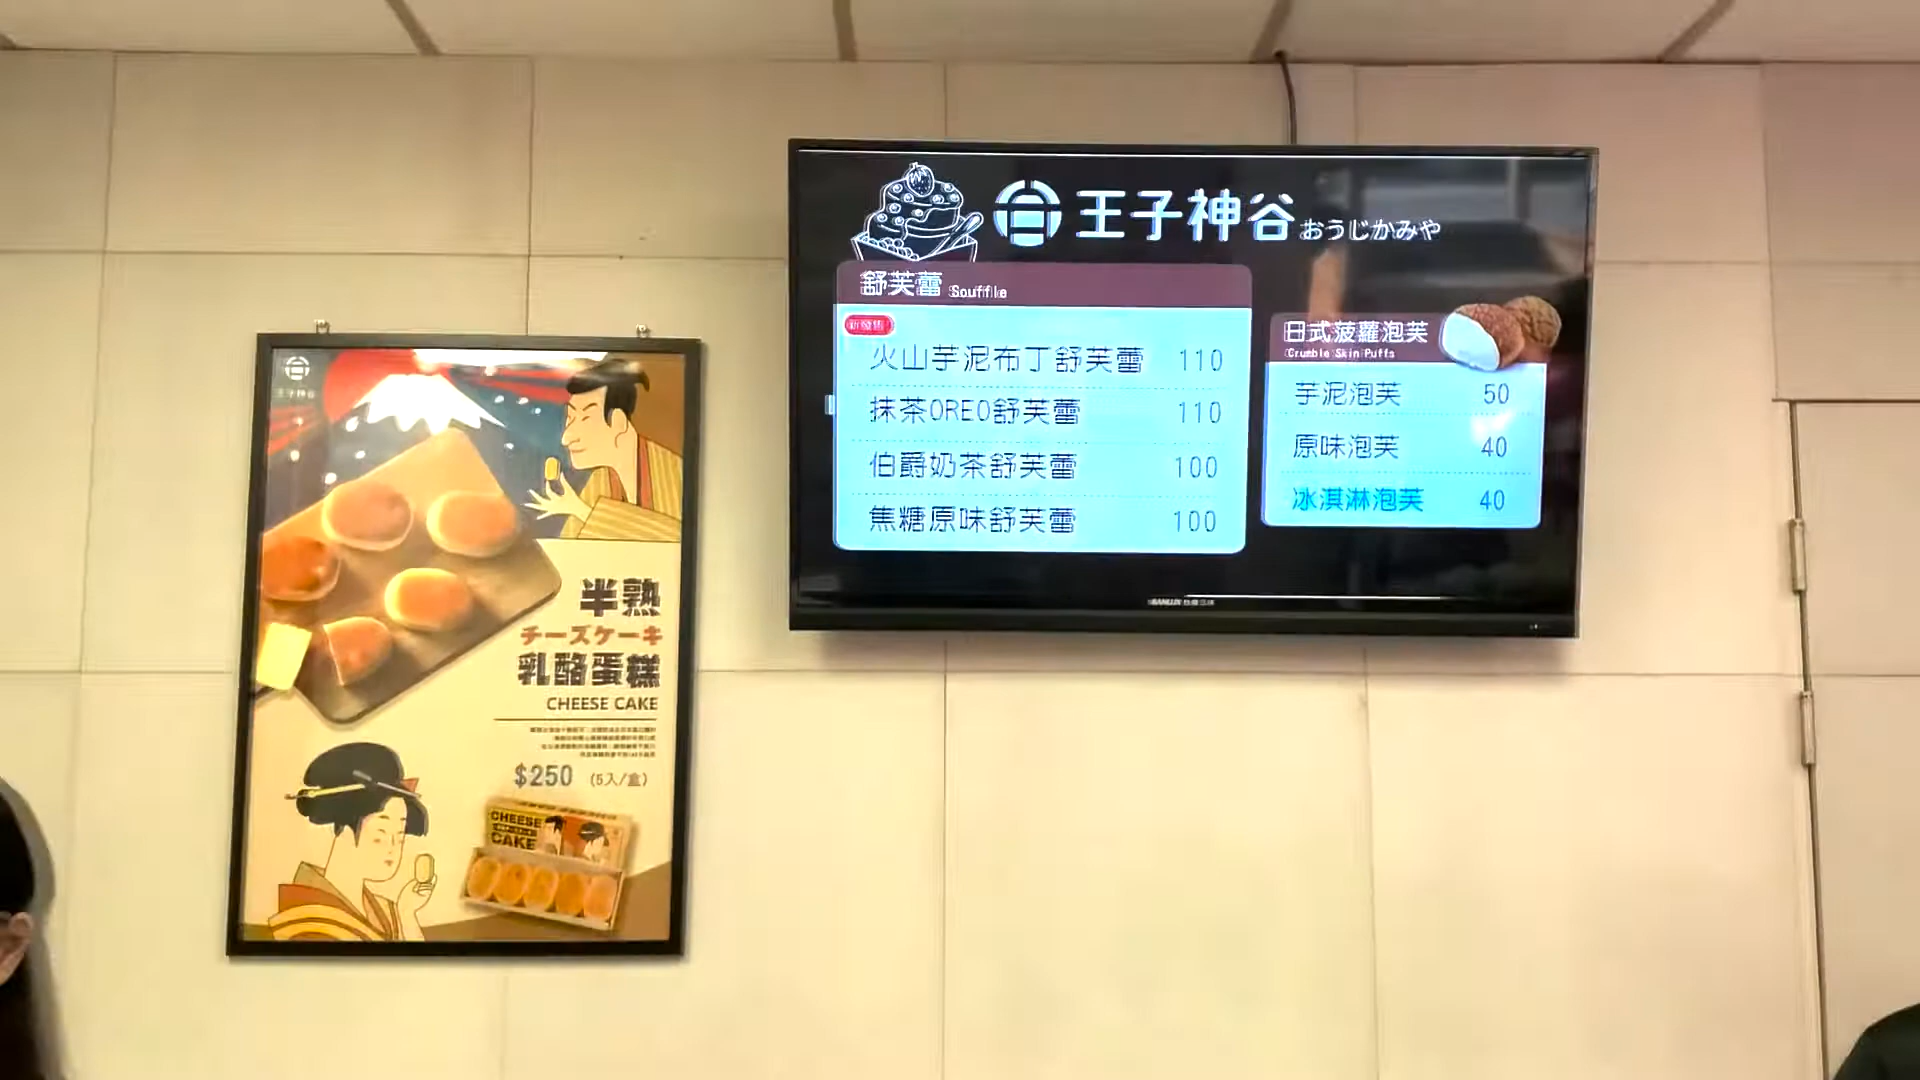 王子神谷
半熟
チーズケーキ
乳酪蛋糕
CHEESE CAKE
$250 (5入/盒)
CHEESE
CAKE
王子神谷 おうじかみや
舒芙蕾 Souffle
火山芋泥布丁舒芙蕾 110
抹茶OREO舒芙蕾 110
伯爵奶茶舒芙蕾 100
焦糖原味舒芙蕾 100
日式菠蘿泡芙
Crumble Skin Puffs
芋泥泡芙 50
原味泡芙 40
冰淇淋泡芙 40